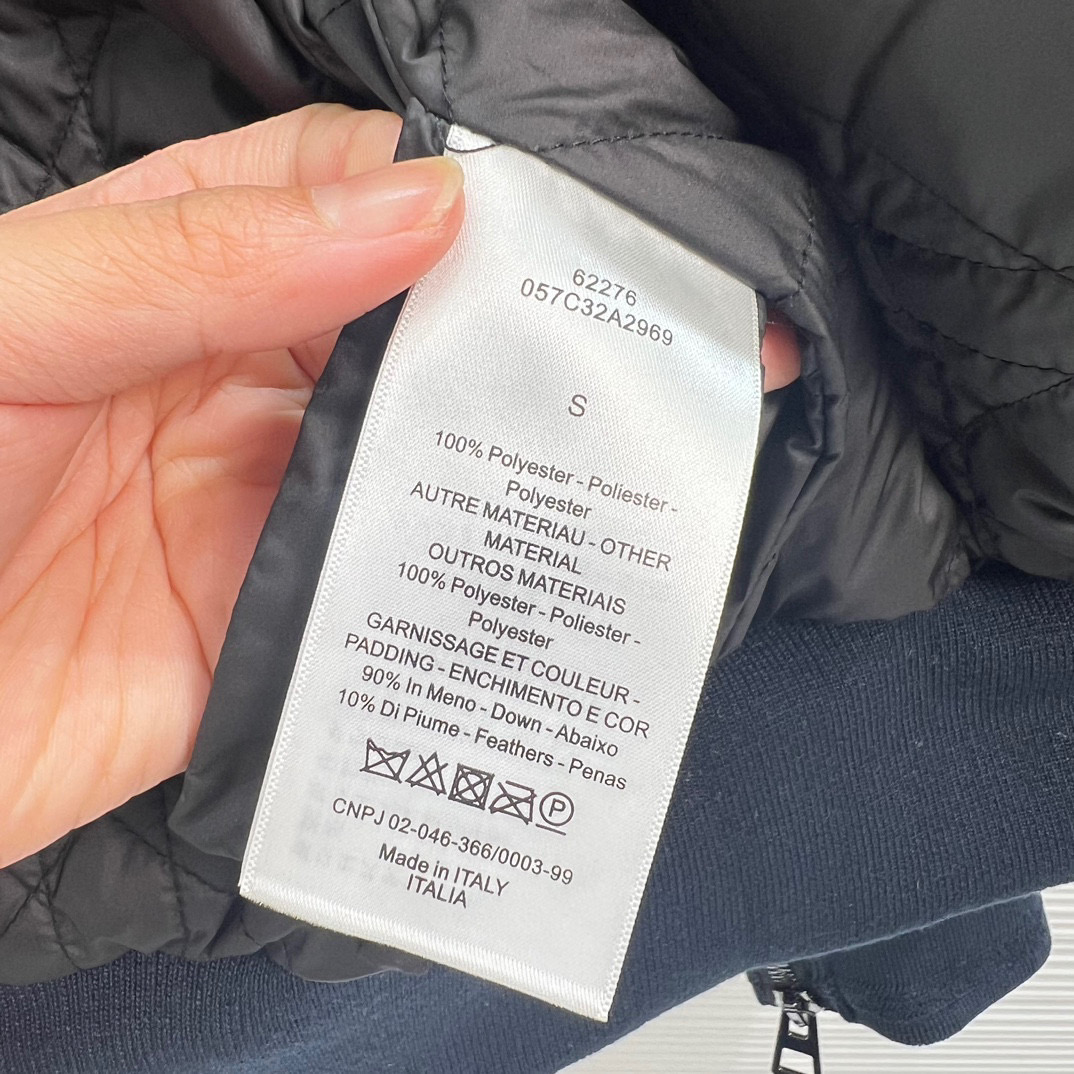 62276
057C32A2969
S
100% Polyester - Poliester -
Polyester
AUTRE MATERIAU - OTHER
MATERIAL
OUTROS MATERIAIS
100% Polyester - Poliester -
Polyester
GARNISSAGE ET COULEUR -
PADDING - ENCHIMENTO E COR
90% In Meno - Down - Abaixo
10% Di Piume - Feathers - Penas
P
CNPJ 02-046-366/0003-99
Made in ITALY
ITALIA